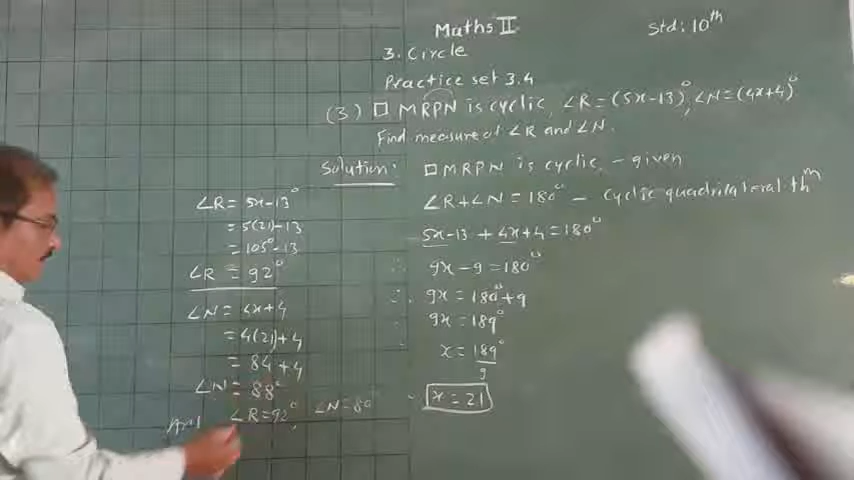 Maths II
Std: 10th
3. Circle
Practice set 3.4
(3) □ MRPN is cyclic, ∠R = (5x-13)°, ∠N = (4x+4)°
Find measure of ∠R and ∠N.
Solution: □ MRPN is cyclic, - given
∠R + ∠N = 180° - cyclic quadrilateral thm
5x-13 + 4x+4 = 180°
∴ 9x - 9 = 180°
∴ 9x = 180° + 9
∴ 9x = 189°
x = 189° / 9
x = 21
∠R = 5x-13°
= 5(21)-13
= 105°-13
∠R = 92°
∠N = 4x+4
= 4(21)+4
= 84+4
∠N = 88°
∠R = 92°, ∠N = 80